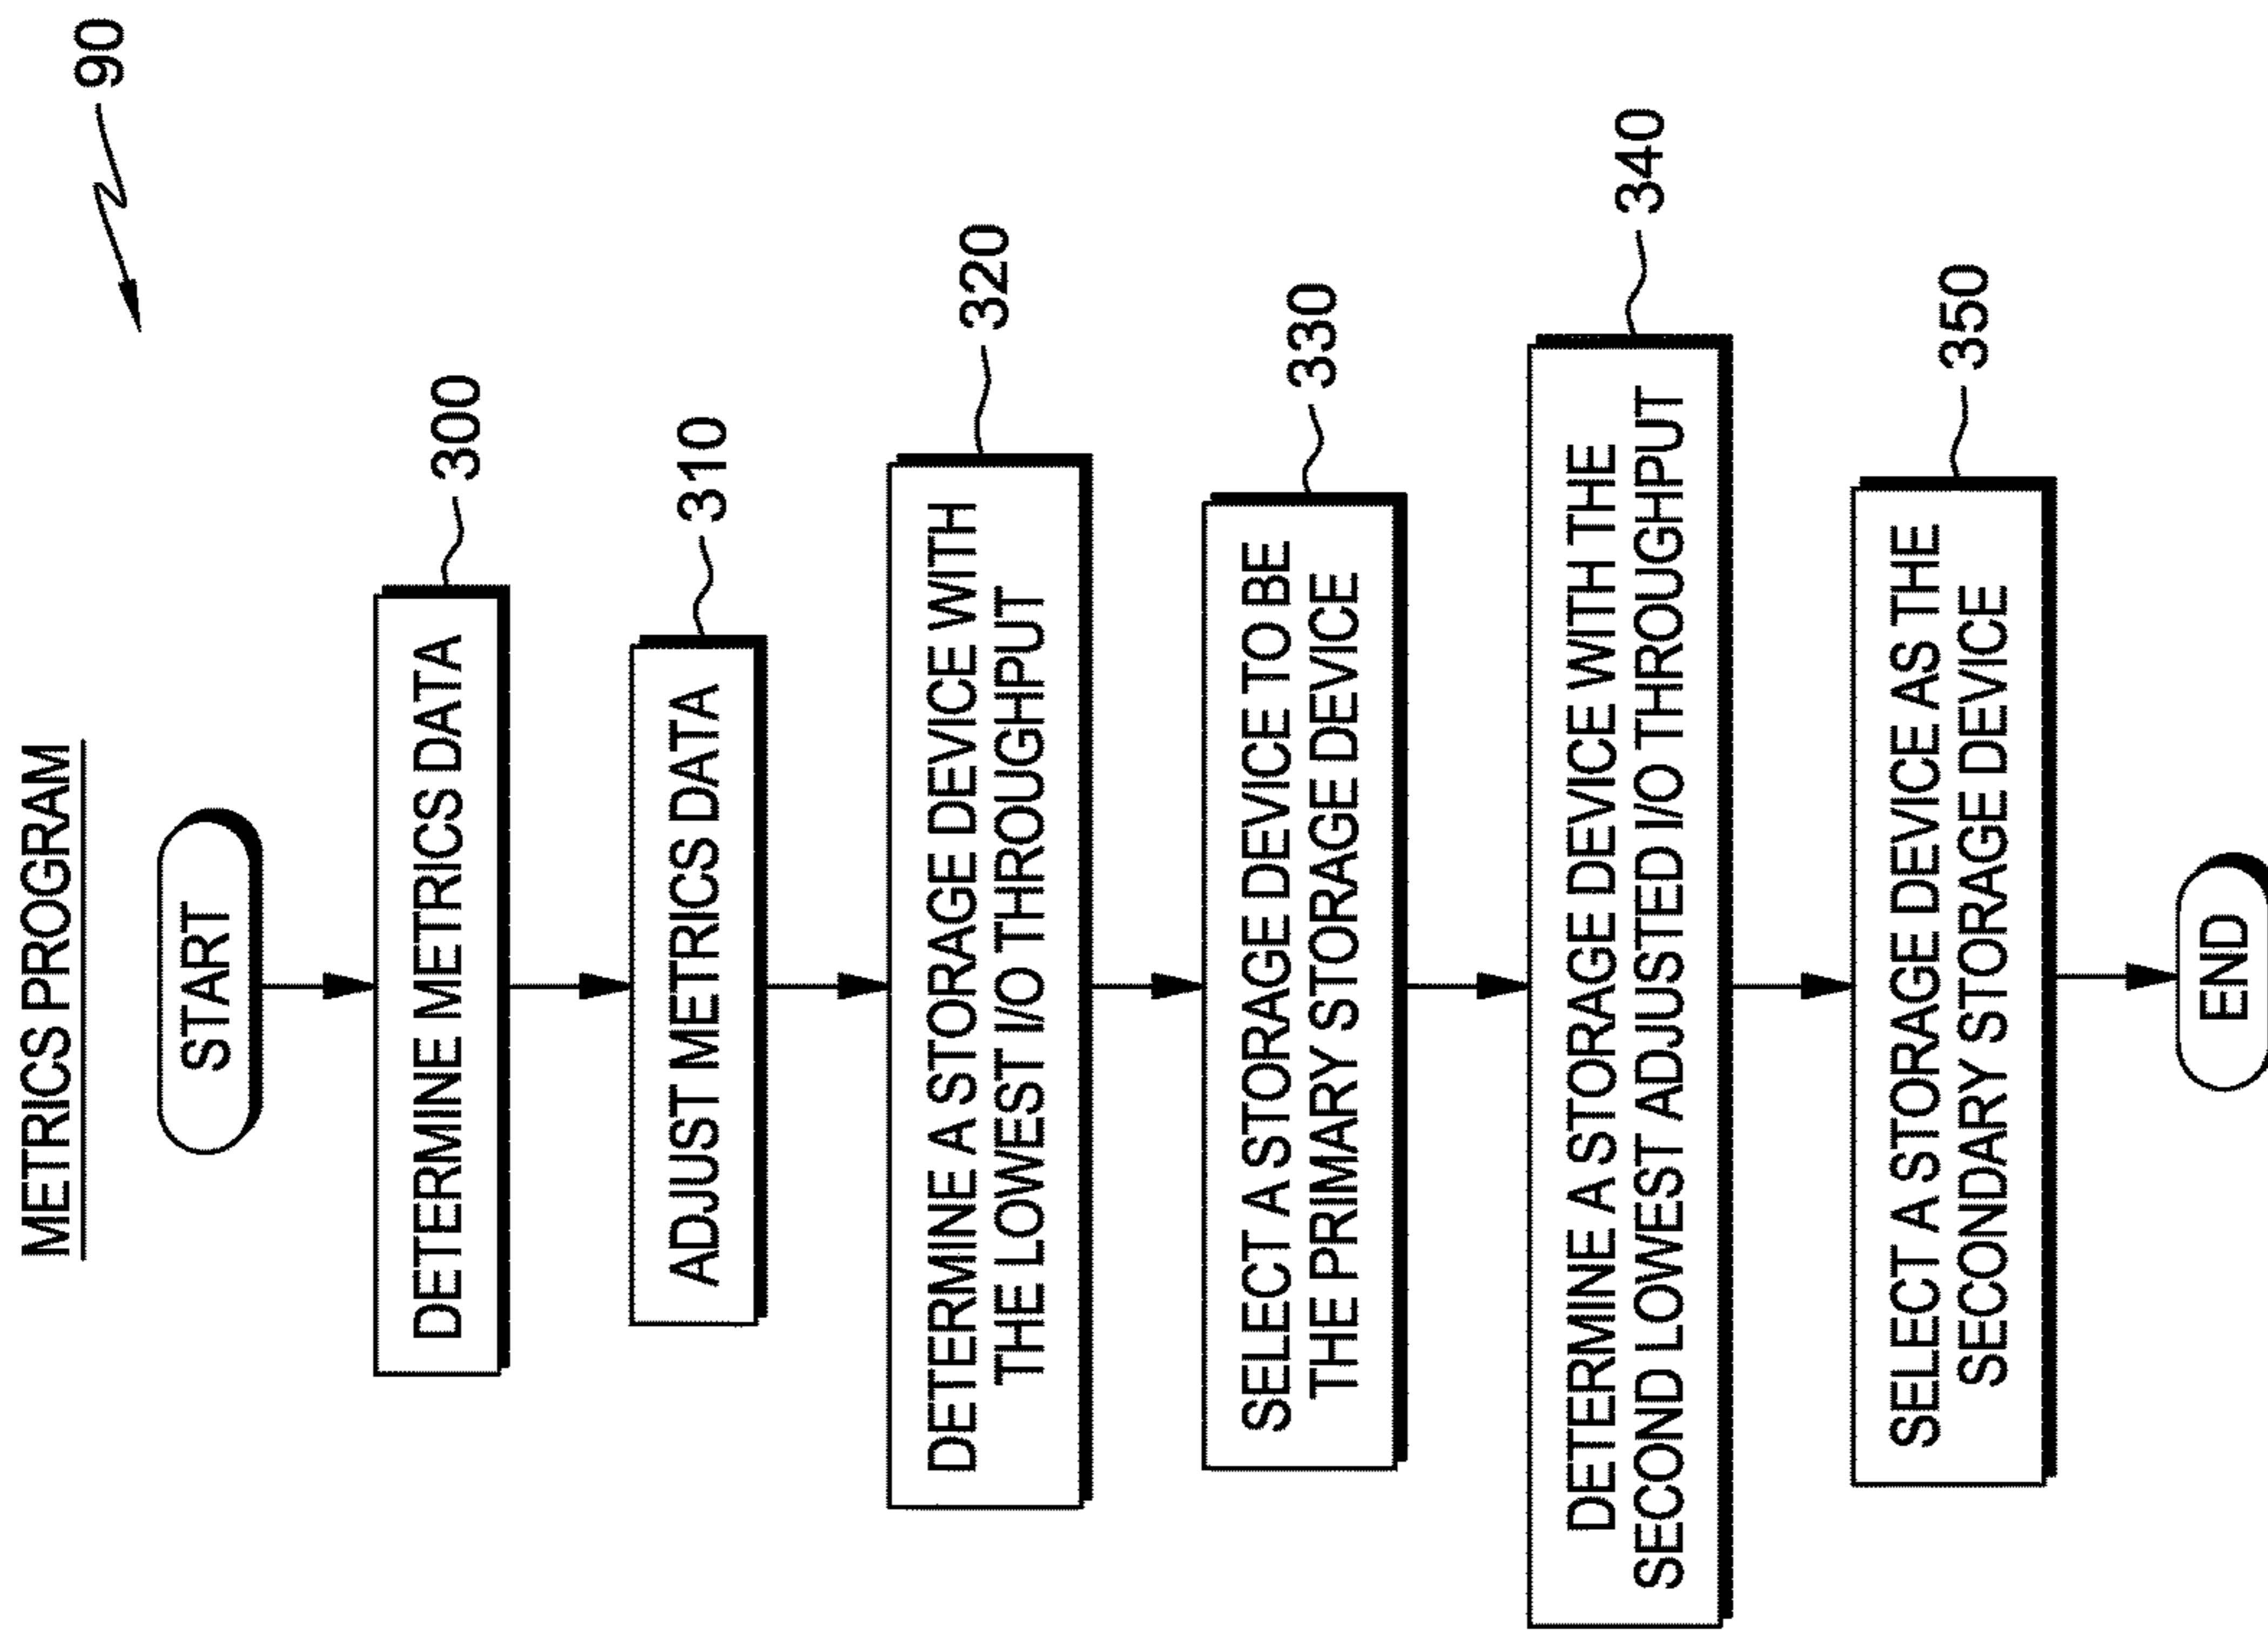 METRICS PROGRAM
90
START
DETERMINE METRICS DATA
300
ADJUST METRICS DATA
310
DETERMINE A STORAGE DEVICE WITH
THE LOWEST I/O THROUGHPUT
320
SELECT A STORAGE DEVICE TO BE
THE PRIMARY STORAGE DEVICE
330
DETERMINE A STORAGE DEVICE WITH THE
SECOND LOWEST ADJUSTED I/O THROUGHPUT
340
SELECT A STORAGE DEVICE AS THE
SECONDARY STORAGE DEVICE
350
END